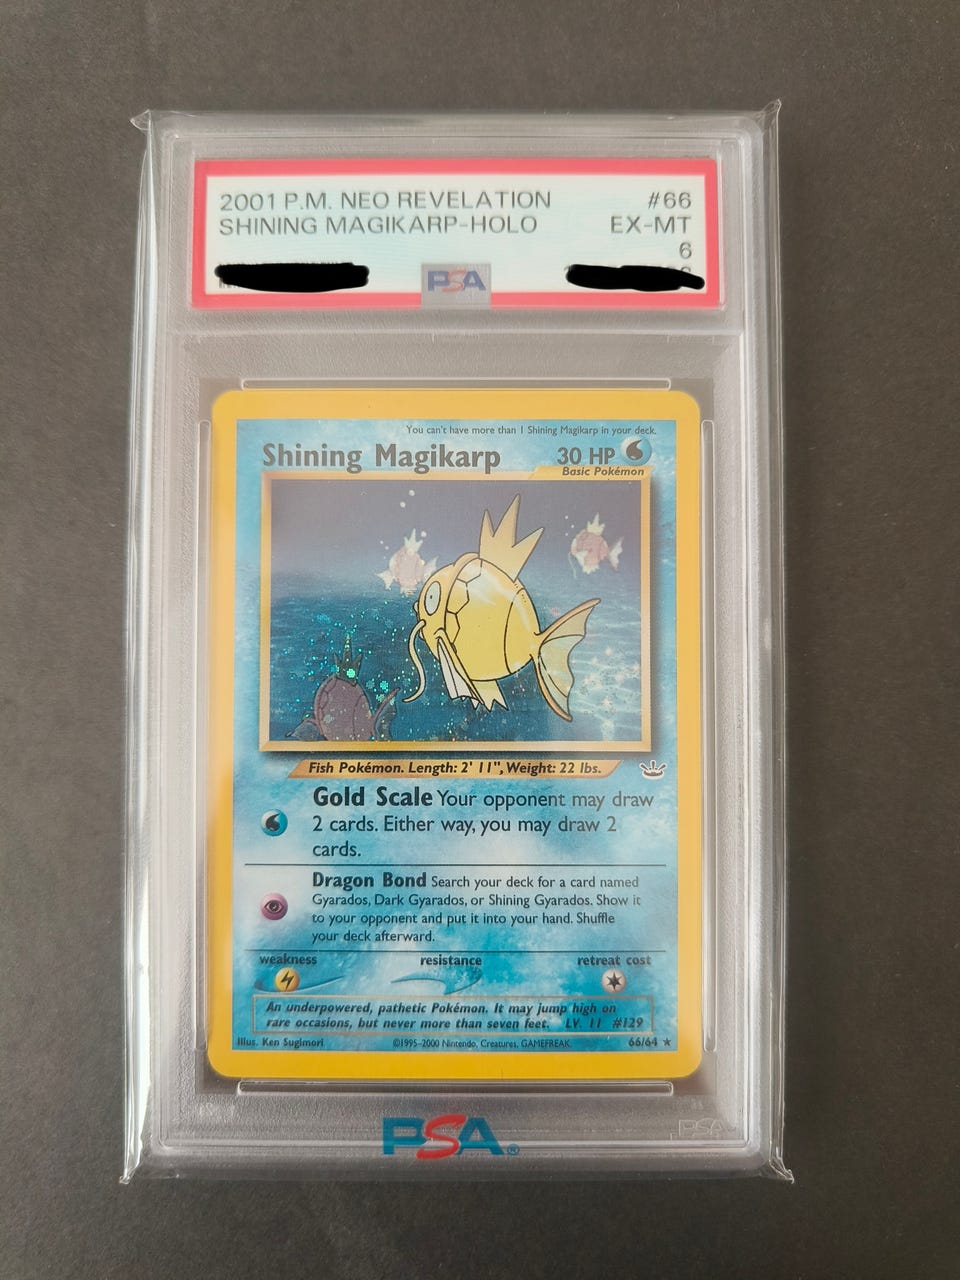 2001 P.M. NEO REVELATION #66
SHINING MAGIKARP-HOLO EX-MT
6
PSA
You can't have more than 1 Shining Magikarp in your deck.
Shining Magikarp 30 HP
Basic Pokémon
Fish Pokémon. Length: 2' 11", Weight: 22 lbs.
Gold Scale Your opponent may draw
2 cards. Either way, you may draw 2
cards.
Dragon Bond Search your deck for a card named
Gyarados, Dark Gyarados, or Shining Gyarados. Show it
to your opponent and put it into your hand. Shuffle
your deck afterward.
weakness resistance retreat cost
An underpowered, pathetic Pokémon. It may jump high on
rare occasions, but never more than seven feet. LV. 11 #129
Illus. Ken Sugimori ©1995-2000 Nintendo, Creatures, GAMEFREAK. 66/64 ★
PSA
PSA®